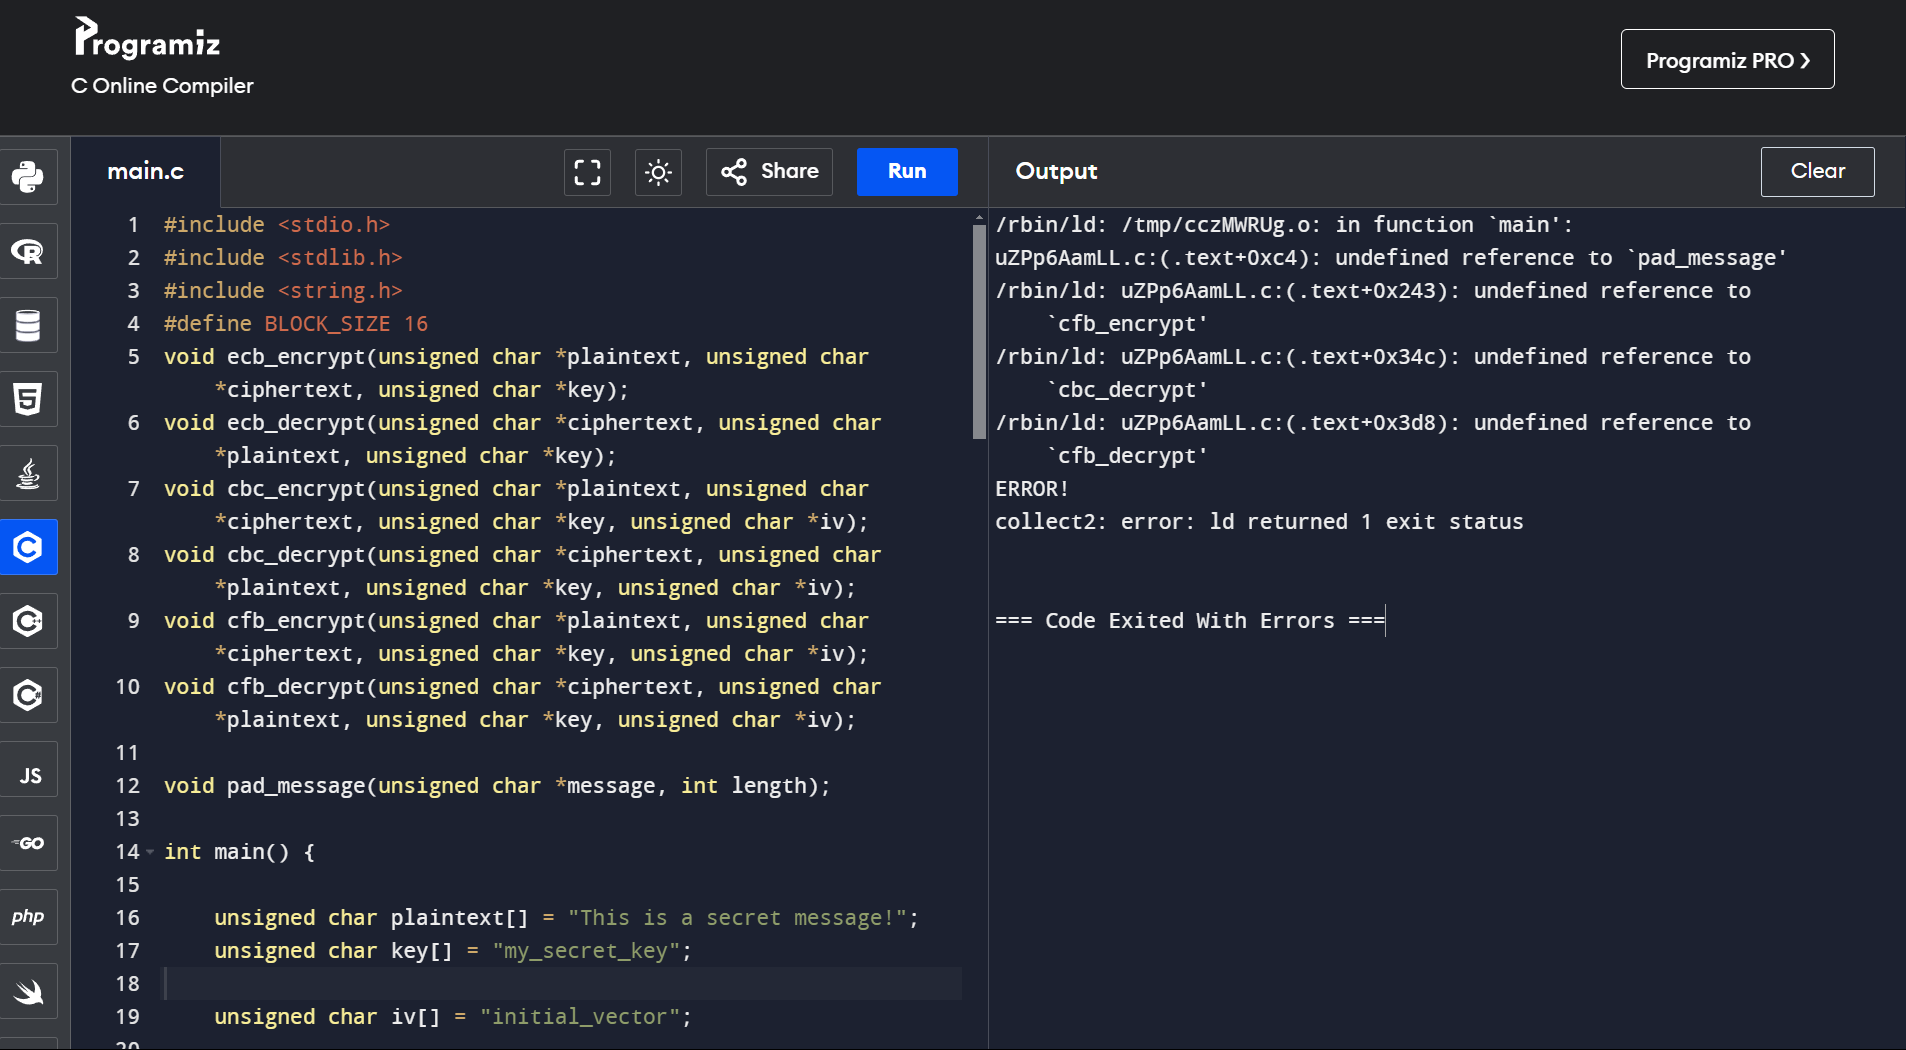 Programiz
C Online Compiler
Programiz PRO ❯
main.c
Share
Run
Output
Clear
1 #include <stdio.h>
2 #include <stdlib.h>
3 #include <string.h>
4 #define BLOCK_SIZE 16
5 void ecb_encrypt(unsigned char *plaintext, unsigned char
*ciphertext, unsigned char *key);
6 void ecb_decrypt(unsigned char *ciphertext, unsigned char
*plaintext, unsigned char *key);
7 void cbc_encrypt(unsigned char *plaintext, unsigned char
*ciphertext, unsigned char *key, unsigned char *iv);
8 void cbc_decrypt(unsigned char *ciphertext, unsigned char
*plaintext, unsigned char *key, unsigned char *iv);
9 void cfb_encrypt(unsigned char *plaintext, unsigned char
*ciphertext, unsigned char *key, unsigned char *iv);
10 void cfb_decrypt(unsigned char *ciphertext, unsigned char
*plaintext, unsigned char *key, unsigned char *iv);
11
12 void pad_message(unsigned char *message, int length);
13
14 int main() {
15
16 unsigned char plaintext[] = "This is a secret message!";
17 unsigned char key[] = "my_secret_key";
18
19 unsigned char iv[] = "initial_vector";
20
/rbin/ld: /tmp/cczMWRUg.o: in function `main':
uZPp6AamLL.c:(.text+0xc4): undefined reference to `pad_message'
/rbin/ld: uZPp6AamLL.c:(.text+0x243): undefined reference to
`cfb_encrypt'
/rbin/ld: uZPp6AamLL.c:(.text+0x34c): undefined reference to
`cbc_decrypt'
/rbin/ld: uZPp6AamLL.c:(.text+0x3d8): undefined reference to
`cfb_decrypt'
ERROR!
collect2: error: ld returned 1 exit status
=== Code Exited With Errors ===
R
5
C
C++
C#
JS
GO
php